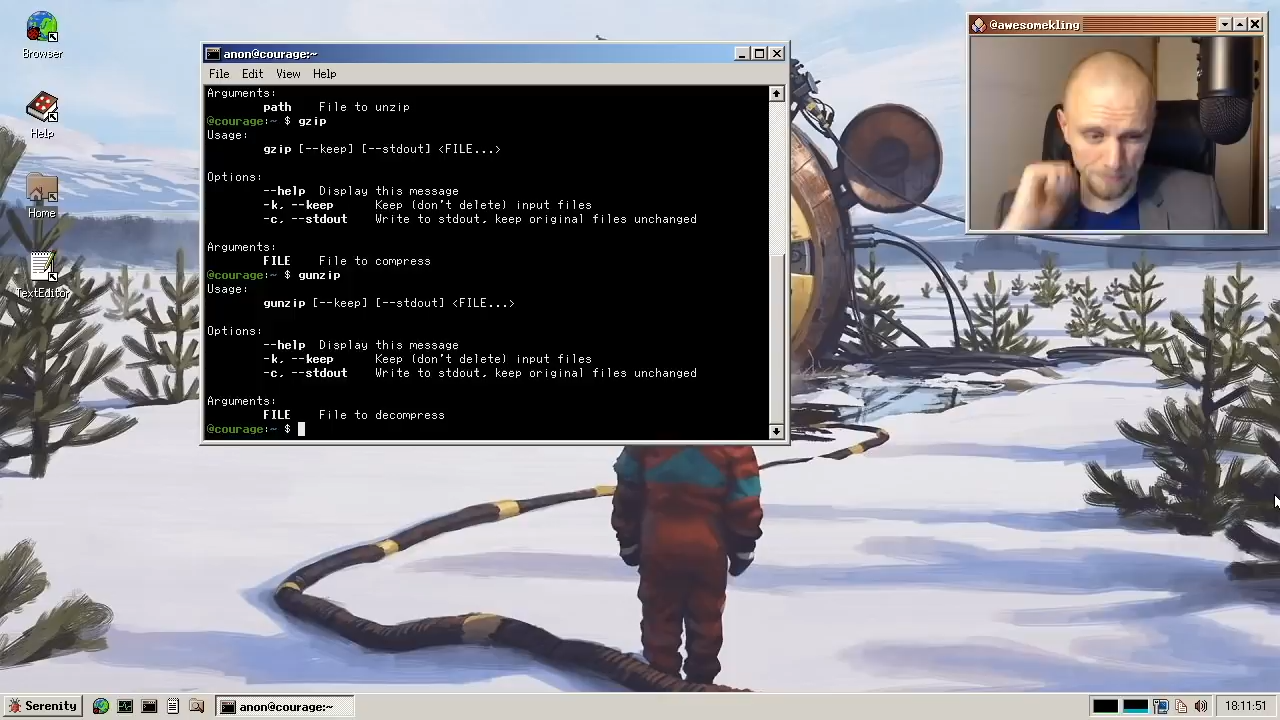 Browser
Help
Home
TextEditor
anon@courage:~
File Edit View Help
Arguments:
path File to unzip
@courage:~ $ gzip
Usage:
gzip [--keep] [--stdout] <FILE...>
Options:
--help Display this message
-k, --keep Keep (don't delete) input files
-c, --stdout Write to stdout, keep original files unchanged
Arguments:
FILE File to compress
@courage:~ $ gunzip
Usage:
gunzip [--keep] [--stdout] <FILE...>
Options:
--help Display this message
-k, --keep Keep (don't delete) input files
-c, --stdout Write to stdout, keep original files unchanged
Arguments:
FILE File to decompress
@courage:~ $
@awesomekling
Serenity
anon@courage:~
18:11:51